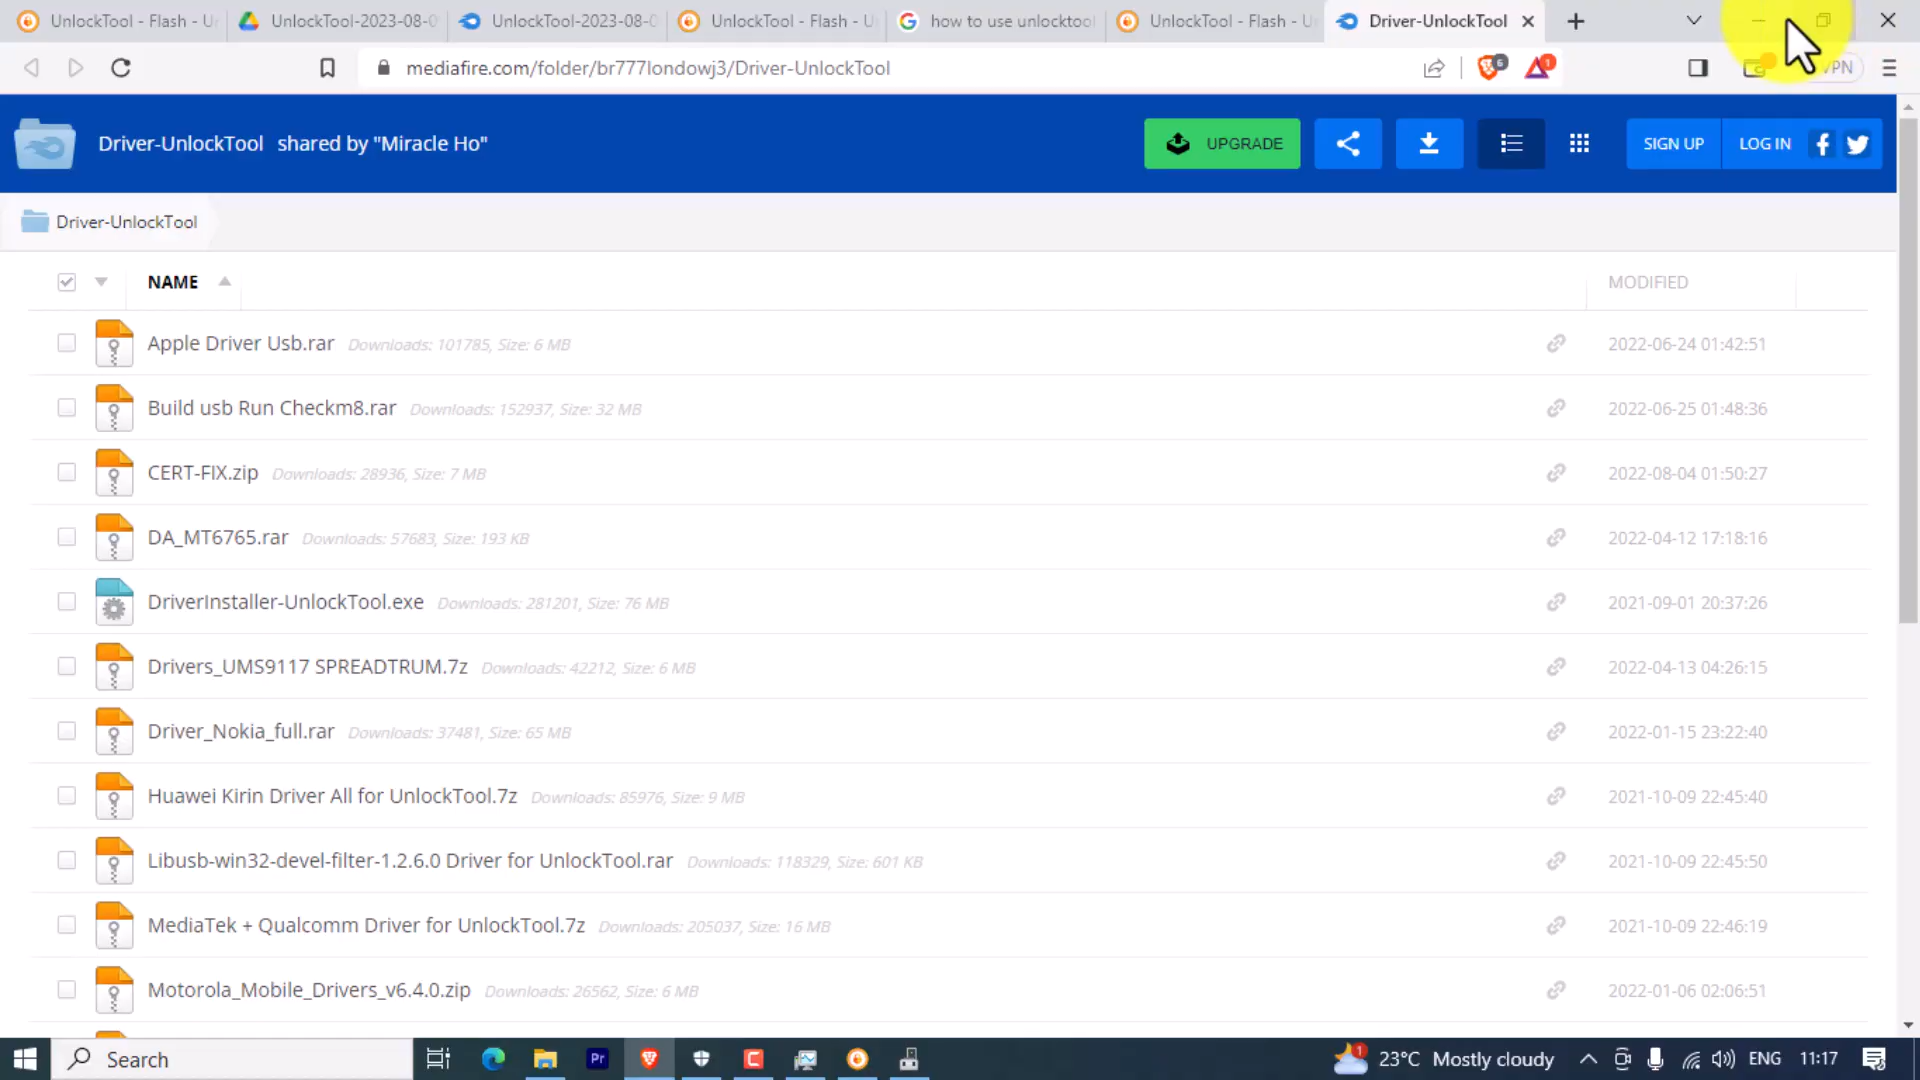 UnlockTool - Flash - U
UnlockTool-2023-08-0
UnlockTool-2023-08-0
UnlockTool - Flash - U
how to use unlocktool
UnlockTool - Flash - U
Driver-UnlockTool
mediafire.com/folder/br777londowj3/Driver-UnlockTool
6
1
VPN
Driver-UnlockTool shared by "Miracle Ho"
UPGRADE
SIGN UP
LOG IN
Driver-UnlockTool
NAME
MODIFIED
Apple Driver Usb.rar Downloads: 101785, Size: 6 MB 2022-06-24 01:42:51
Build usb Run Checkm8.rar Downloads: 152937, Size: 32 MB 2022-06-25 01:48:36
CERT-FIX.zip Downloads: 28936, Size: 7 MB 2022-08-04 01:50:27
DA_MT6765.rar Downloads: 57683, Size: 193 KB 2022-04-12 17:18:16
DriverInstaller-UnlockTool.exe Downloads: 281201, Size: 76 MB 2021-09-01 20:37:26
Drivers_UMS9117 SPREADTRUM.7z Downloads: 42212, Size: 6 MB 2022-04-13 04:26:15
Driver_Nokia_full.rar Downloads: 37481, Size: 65 MB 2022-01-15 23:22:40
Huawei Kirin Driver All for UnlockTool.7z Downloads: 85976, Size: 9 MB 2021-10-09 22:45:40
Libusb-win32-devel-filter-1.2.6.0 Driver for UnlockTool.rar Downloads: 118329, Size: 601 KB 2021-10-09 22:45:50
MediaTek + Qualcomm Driver for UnlockTool.7z Downloads: 205037, Size: 16 MB 2021-10-09 22:46:19
Motorola_Mobile_Drivers_v6.4.0.zip Downloads: 26562, Size: 6 MB 2022-01-06 02:06:51
Search
Pr
C
1
23°C Mostly cloudy
ENG
11:17